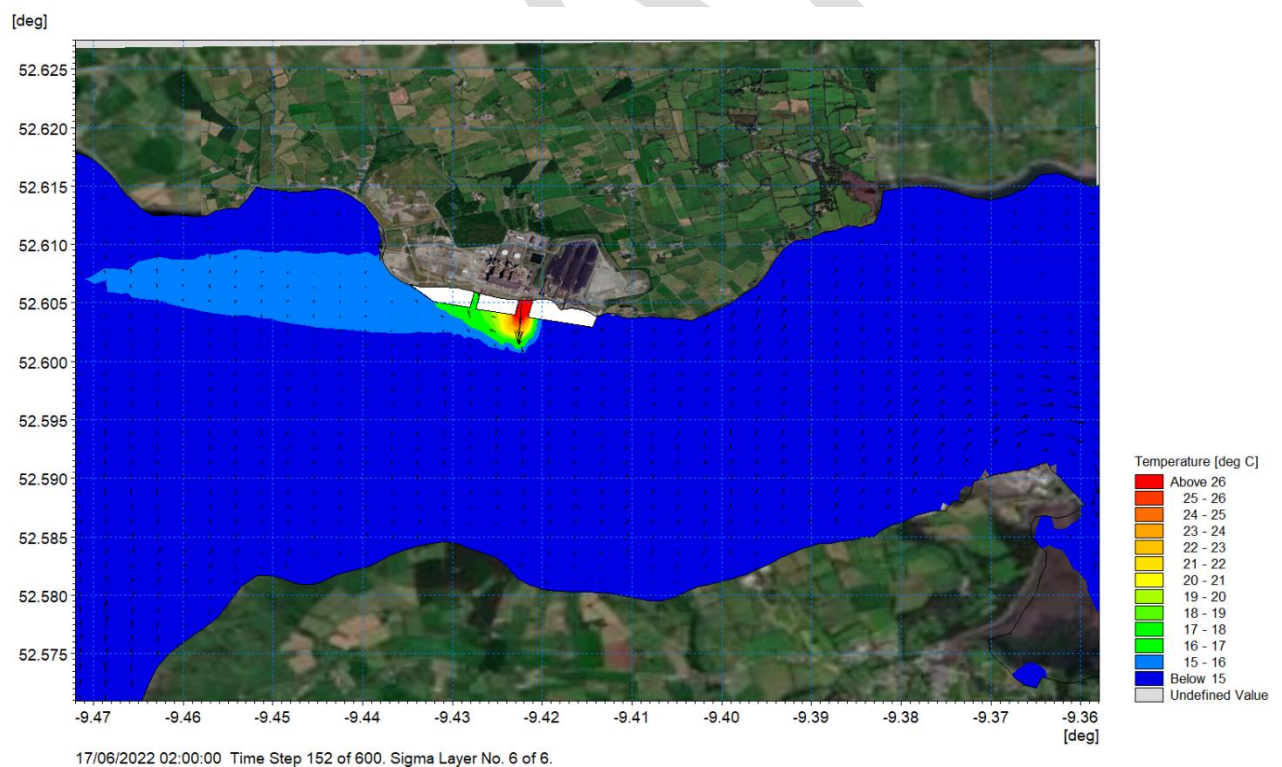 [deg]
52.625
52.620
52.615
52.610
52.605
52.600
52.595
52.590
52.585
52.580
52.575
-9.47 -9.46 -9.45 -9.44 -9.43 -9.42 -9.41 -9.40 -9.39 -9.38 -9.37 -9.36
[deg]
Temperature [deg C]
Above 26
25 - 26
24 - 25
23 - 24
22 - 23
21 - 22
20 - 21
19 - 20
18 - 19
17 - 18
16 - 17
15 - 16
Below 15
Undefined Value
17/06/2022 02:00:00 Time Step 152 of 600. Sigma Layer No. 6 of 6.